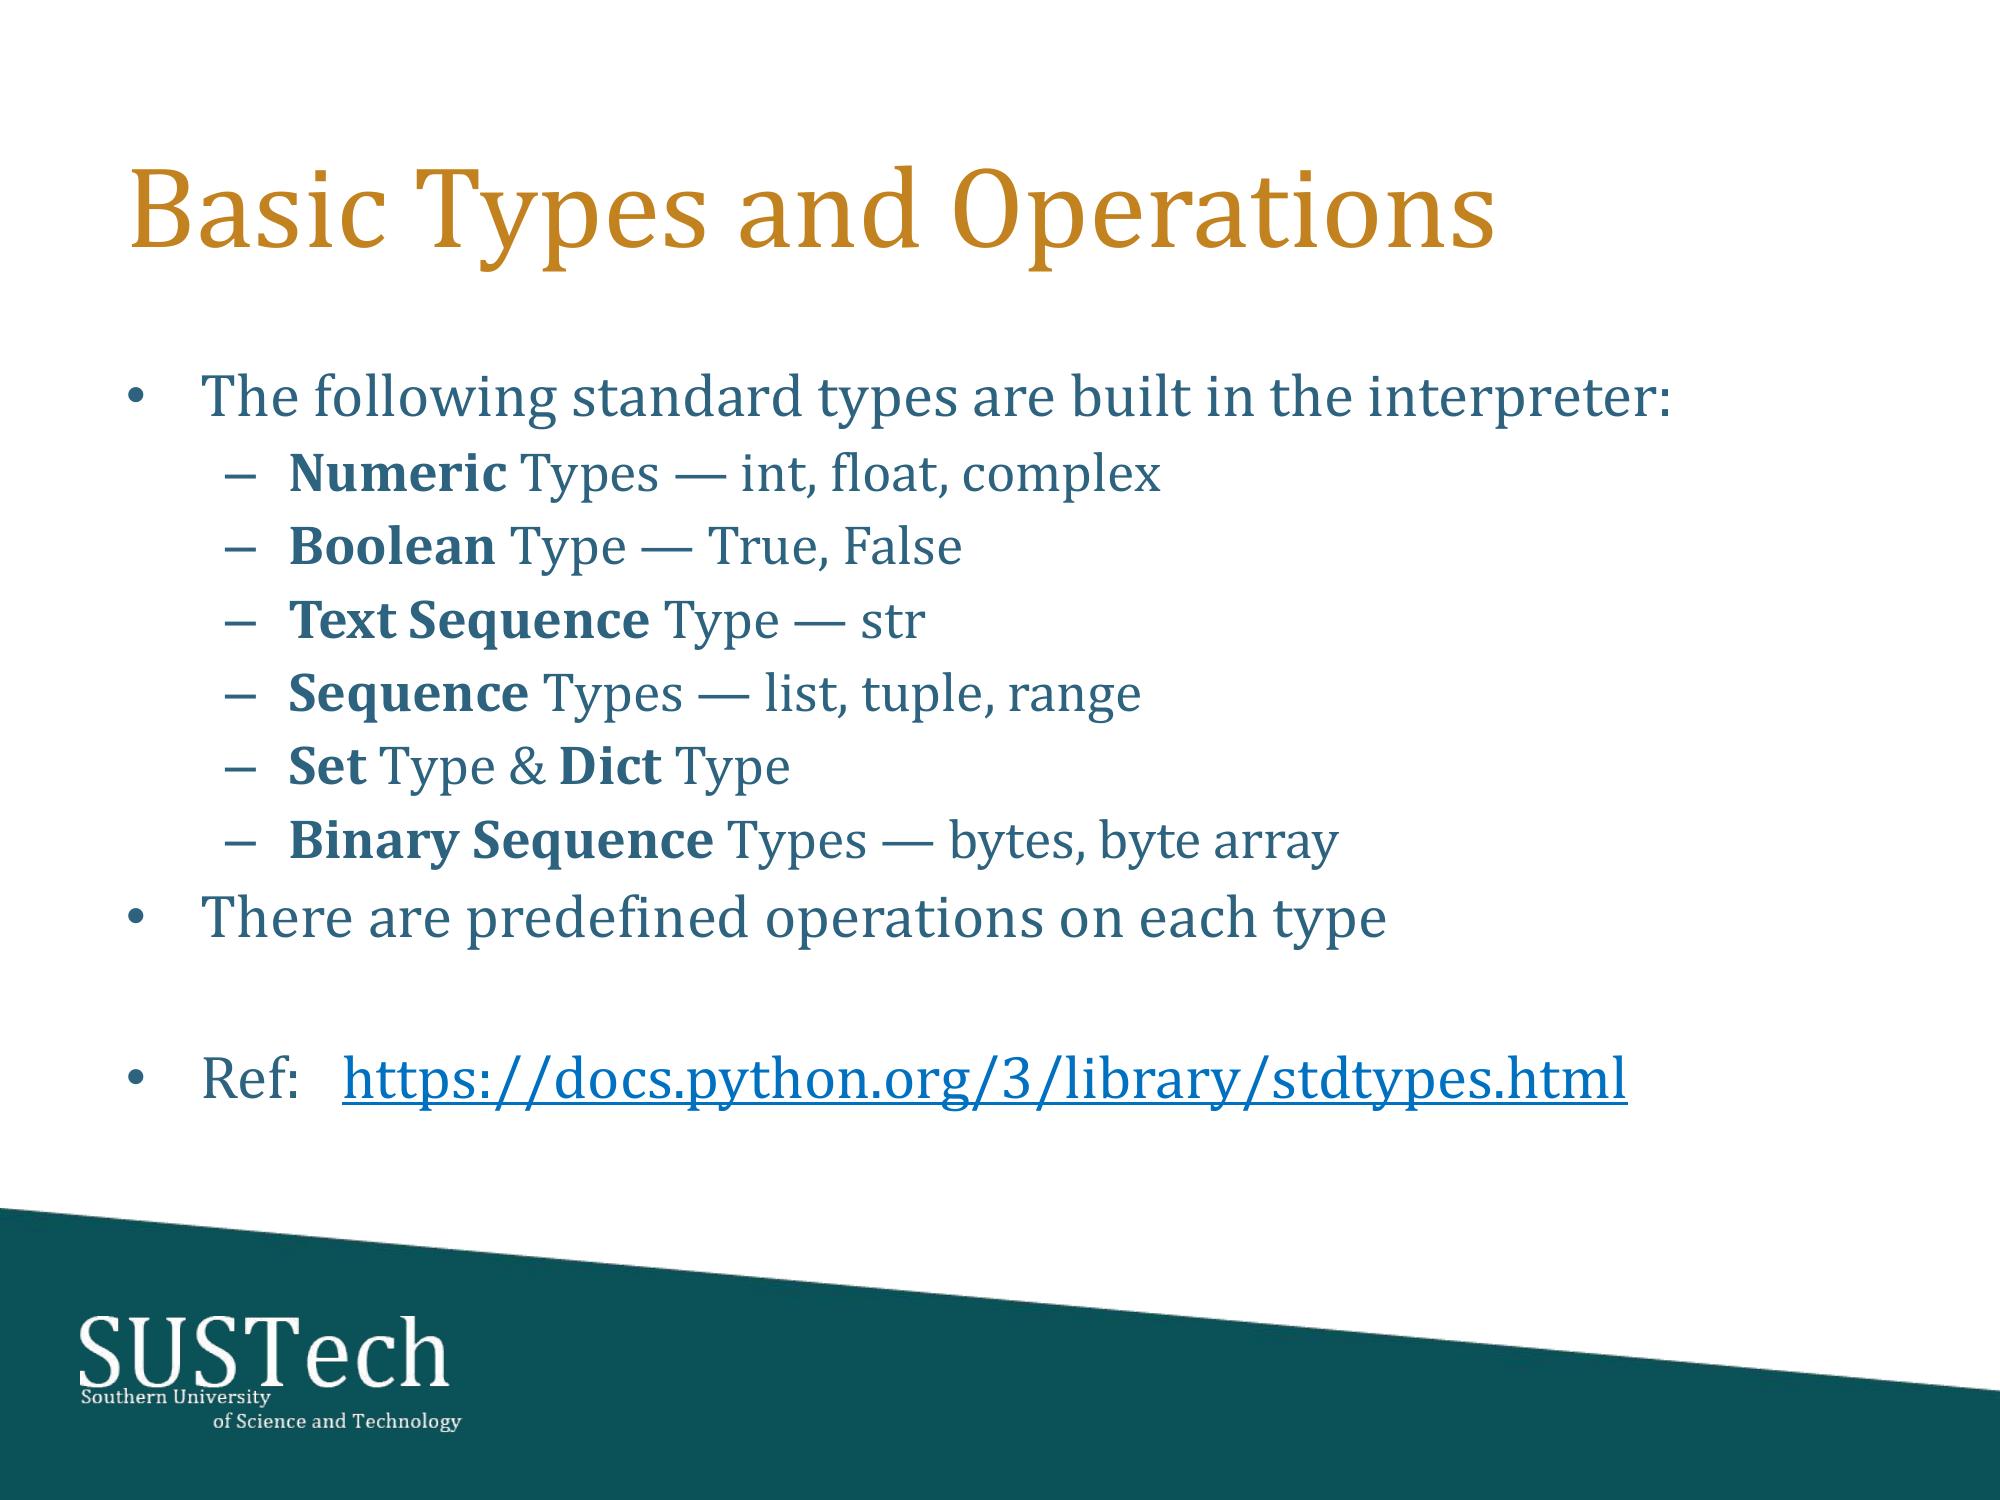 Basic Types and Operations
• The following standard types are built in the interpreter:
– Numeric Types — int, float, complex
– Boolean Type — True, False
– Text Sequence Type — str
– Sequence Types — list, tuple, range
– Set Type & Dict Type
– Binary Sequence Types — bytes, byte array
• There are predefined operations on each type
• Ref: https://docs.python.org/3/library/stdtypes.html
SUSTech
Southern University
of Science and Technology